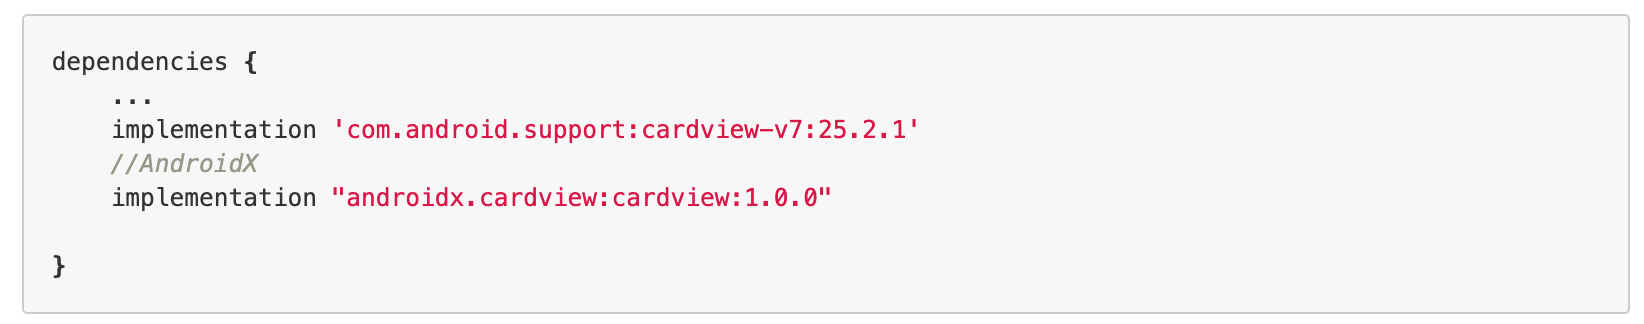 dependencies {
...
implementation 'com.android.support:cardview-v7:25.2.1'
//AndroidX
implementation "androidx.cardview:cardview:1.0.0"
}